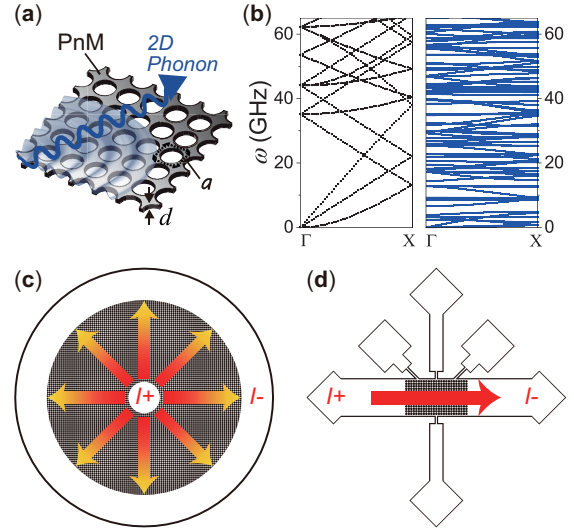 (a)
PnM
2D
Phonon
a
d
(b)
ω (GHz)
60
40
20
0
Γ
X
60
40
20
0
Γ
X
(c)
I+
I-
(d)
I+
I-